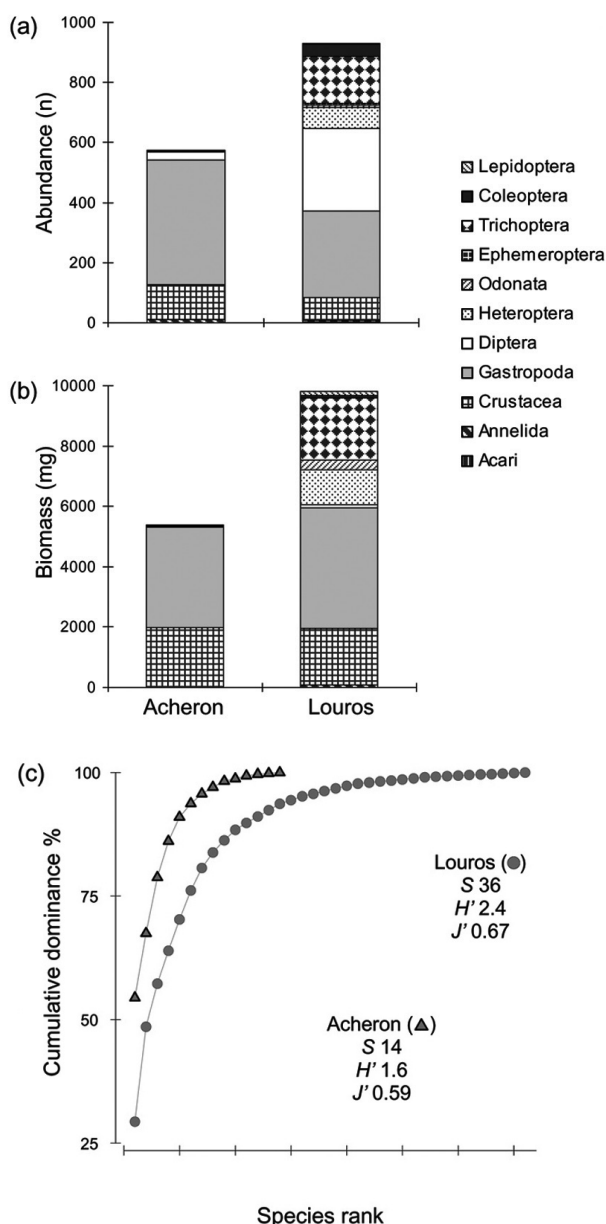 (a)
Abundance (n)
1000
800
600
400
200
0
Lepidoptera
Coleoptera
Trichoptera
Ephemeroptera
Odonata
Heteroptera
Diptera
Gastropoda
Crustacea
Annelida
Acari
(b)
Biomass (mg)
10000
8000
6000
4000
2000
0
Acheron
Louros
(c)
Cumulative dominance %
100
75
50
25
Louros ( )
S 36
H' 2.4
J' 0.67
Acheron ( )
S 14
H' 1.6
J' 0.59
Species rank